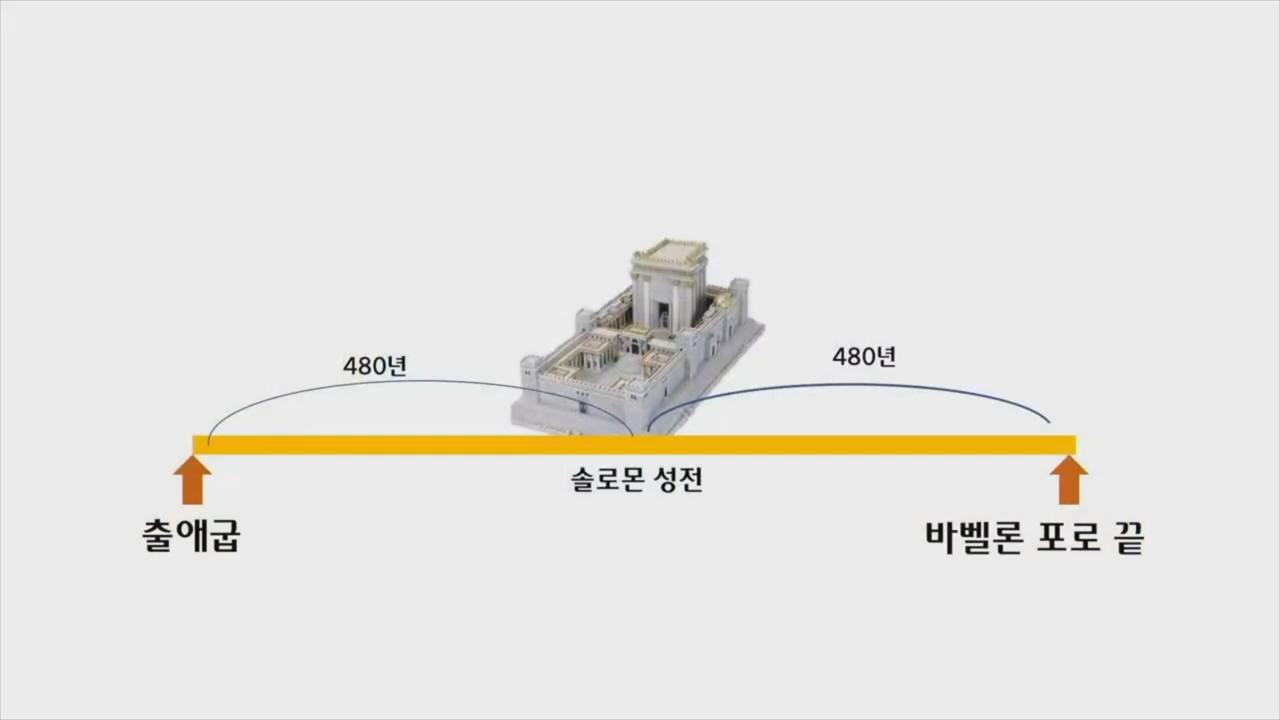 480년
480년
솔로몬 성전
출애굽
바벨론 포로 끝